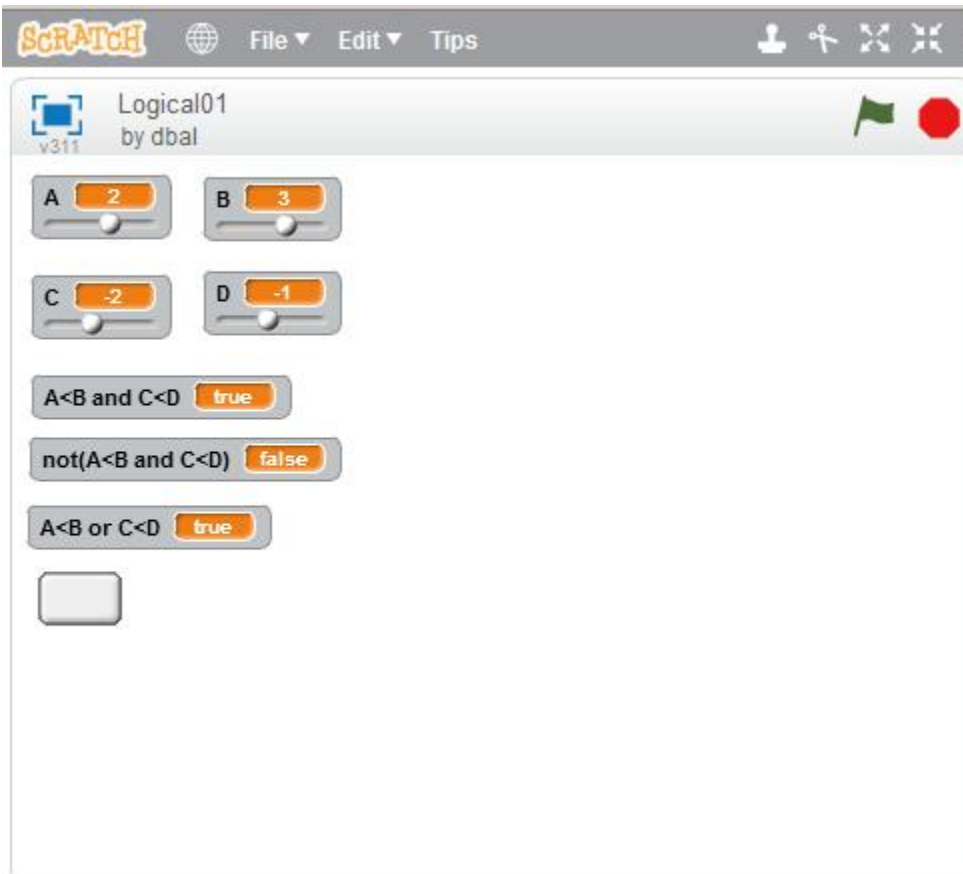 SCRATCH File ▼ Edit ▼ Tips
Logical01
by dbal
v311
A 2 B 3
C -2 D -1
A<B and C<D true
not(A<B and C<D) false
A<B or C<D true